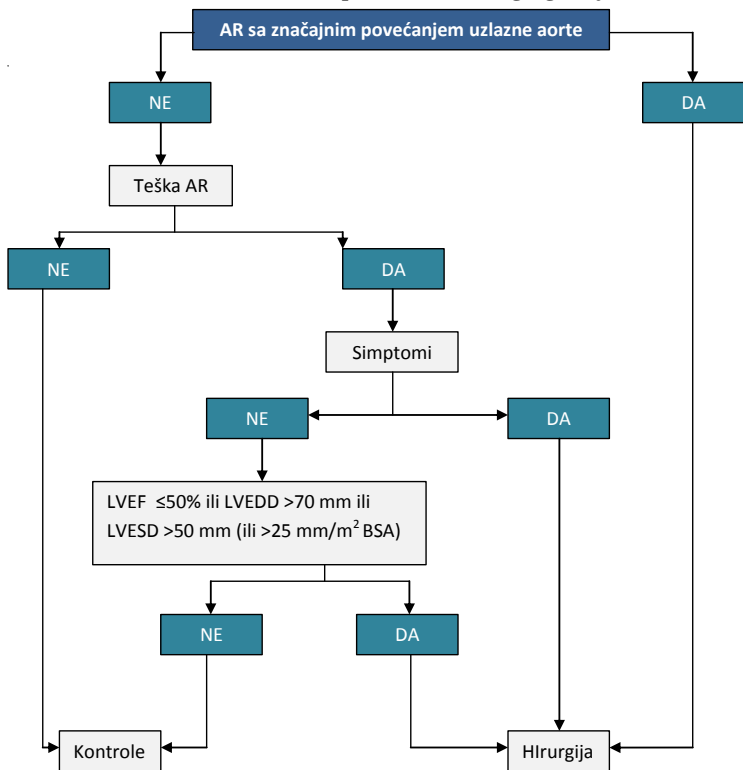 AR sa značajnim povećanjem uzlazne aorte
NE
DA
Teška AR
NE
DA
Simptomi
NE
DA
LVEF ≤50% ili LVEDD >70 mm ili
LVESD >50 mm (ili >25 mm/m² BSA)
NE
DA
Kontrole
HIrurgija